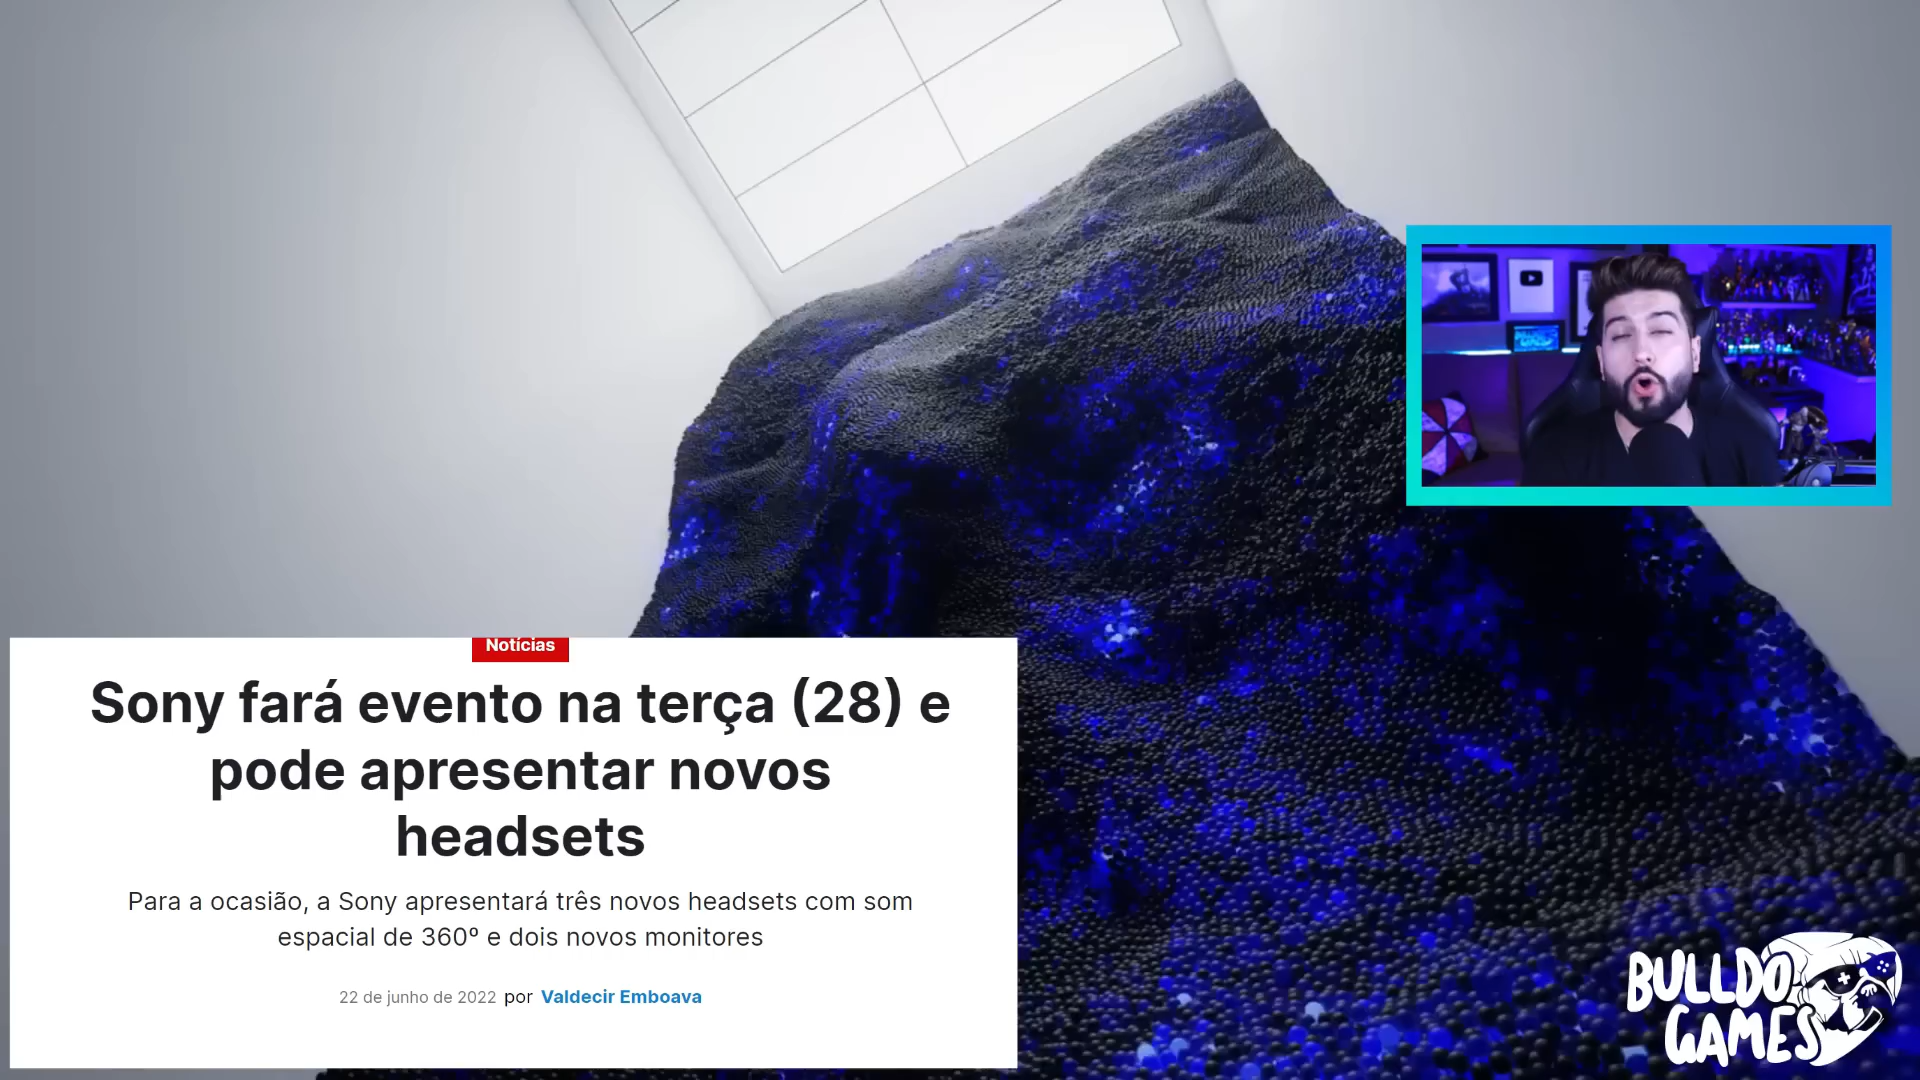 Notícias
Sony fará evento na terça (28) e
pode apresentar novos
headsets
Para a ocasião, a Sony apresentará três novos headsets com som
espacial de 360º e dois novos monitores
22 de junho de 2022 por Valdecir Emboava
BULLDO
GAMES